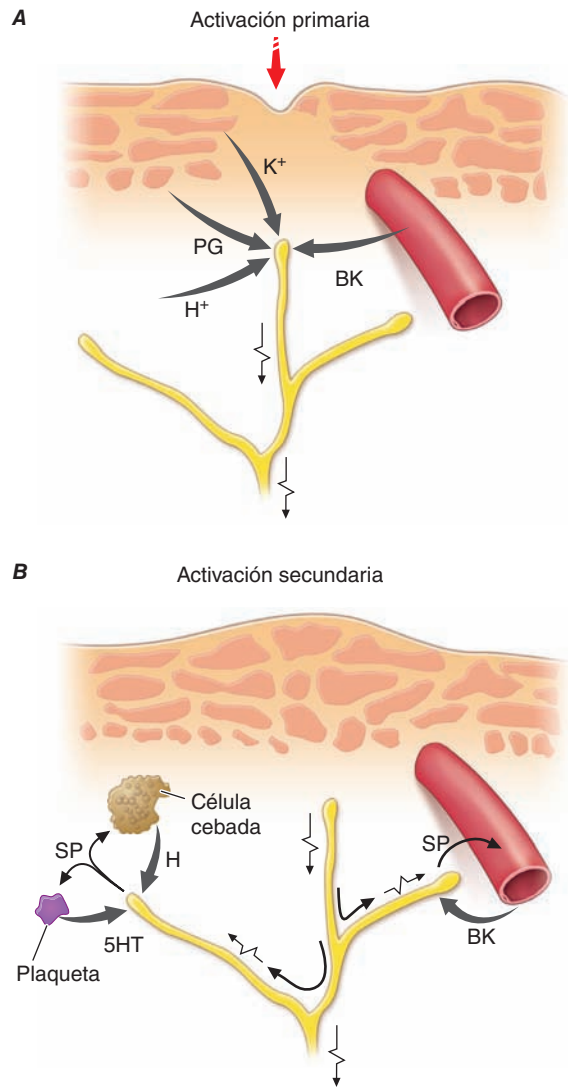 A
Activación primaria
K+
PG
BK
H+
B
Activación secundaria
Célula
cebada
SP
SP
H
5HT
BK
Plaqueta